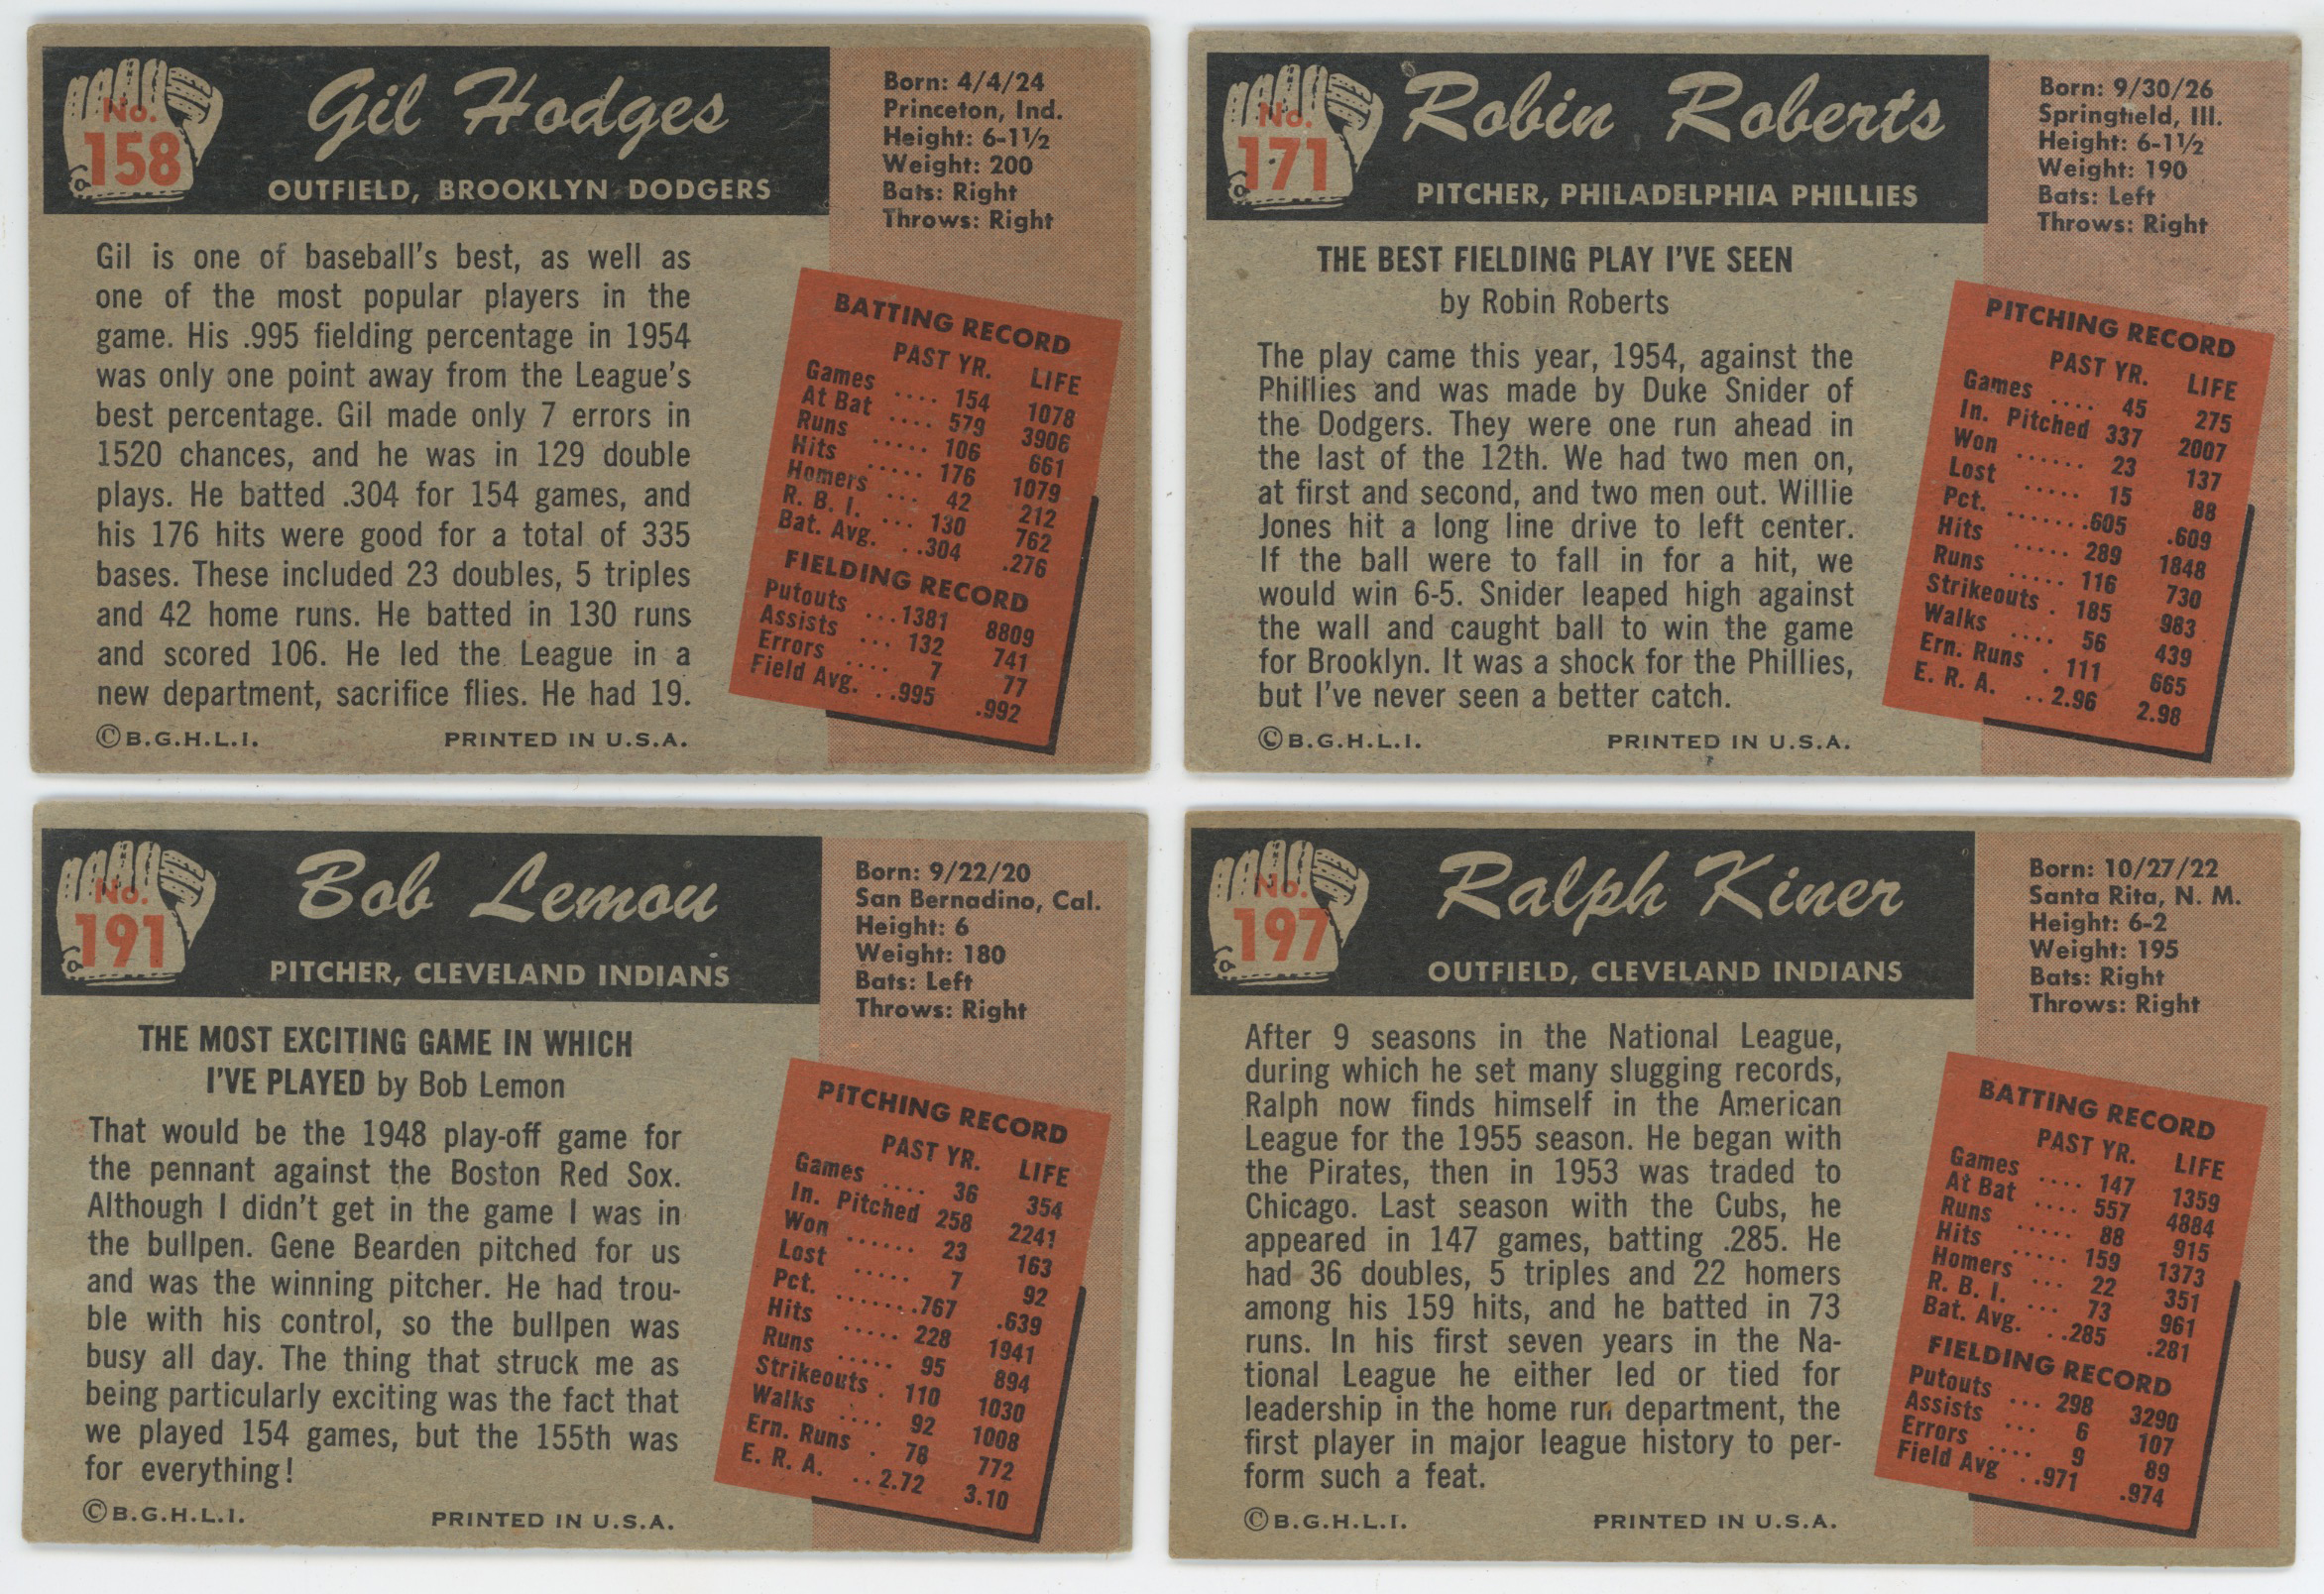 No.
158
Gil Hodges
OUTFIELD, BROOKLYN DODGERS
Born: 4/4/24
Princeton, Ind.
Height: 6-1½
Weight: 200
Bats: Right
Throws: Right
Gil is one of baseball's best, as well as
one of the most popular players in the
game. His .995 fielding percentage in 1954
was only one point away from the League's
best percentage. Gil made only 7 errors in
1520 chances, and he was in 129 double
plays. He batted .304 for 154 games, and
his 176 hits were good for a total of 335
bases. These included 23 doubles, 5 triples
and 42 home runs. He batted in 130 runs
and scored 106. He led the League in a
new department, sacrifice flies. He had 19.
©B.G.H.L.I. PRINTED IN U.S.A.
BATTING RECORD
PAST YR. LIFE
Games .... 154 1078
At Bat .... 579 3906
Runs ..... 106 661
Hits ..... 176 1079
Homers ... 42 212
R. B. I. ... 130 762
Bat. Avg. ..304 .276
FIELDING RECORD
Putouts ...1381 8809
Assists ... 132 741
Errors .... 7 77
Field Avg. ..995 .992
No.
171
Robin Roberts
PITCHER, PHILADELPHIA PHILLIES
Born: 9/30/26
Springfield, Ill.
Height: 6-1½
Weight: 190
Bats: Left
Throws: Right
THE BEST FIELDING PLAY I'VE SEEN
by Robin Roberts
The play came this year, 1954, against the
Phillies and was made by Duke Snider of
the Dodgers. They were one run ahead in
the last of the 12th. We had two men on,
at first and second, and two men out. Willie
Jones hit a long line drive to left center.
If the ball were to fall in for a hit, we
would win 6-5. Snider leaped high against
the wall and caught ball to win the game
for Brooklyn. It was a shock for the Phillies,
but I've never seen a better catch.
©B.G.H.L.I. PRINTED IN U.S.A.
PITCHING RECORD
PAST YR. LIFE
Games .... 45 275
In. Pitched 337 2007
Won ...... 23 137
Lost ..... 15 88
Pct. .......605 .609
Hits ..... 289 1848
Runs ..... 116 730
Strikeouts . 185 983
Walks .... 56 439
Ern. Runs . 111 665
E. R. A. ..2.96 2.98
No.
191
Bob Lemon
PITCHER, CLEVELAND INDIANS
Born: 9/22/20
San Bernadino, Cal.
Height: 6
Weight: 180
Bats: Left
Throws: Right
THE MOST EXCITING GAME IN WHICH
I'VE PLAYED by Bob Lemon
That would be the 1948 play-off game for
the pennant against the Boston Red Sox.
Although I didn't get in the game I was in
the bullpen. Gene Bearden pitched for us
and was the winning pitcher. He had trou-
ble with his control, so the bullpen was
busy all day. The thing that struck me as
being particularly exciting was the fact that
we played 154 games, but the 155th was
for everything!
©B.G.H.L.I. PRINTED IN U.S.A.
PITCHING RECORD
PAST YR. LIFE
Games .... 36 354
In. Pitched 258 2241
Won ...... 23 163
Lost ..... 7 92
Pct. .......767 .639
Hits ..... 228 1941
Runs ..... 95 894
Strikeouts . 110 1030
Walks .... 92 1008
Ern. Runs . 78 772
E. R. A. ..2.72 3.10
No.
197
Ralph Kiner
OUTFIELD, CLEVELAND INDIANS
Born: 10/27/22
Santa Rita, N. M.
Height: 6-2
Weight: 195
Bats: Right
Throws: Right
After 9 seasons in the National League,
during which he set many slugging records,
Ralph now finds himself in the American
League for the 1955 season. He began with
the Pirates, then in 1953 was traded to
Chicago. Last season with the Cubs, he
appeared in 147 games, batting .285. He
had 36 doubles, 5 triples and 22 homers
among his 159 hits, and he batted in 73
runs. In his first seven years in the Na-
tional League he either led or tied for
leadership in the home run department, the
first player in major league history to per-
form such a feat.
©B.G.H.L.I. PRINTED IN U.S.A.
BATTING RECORD
PAST YR. LIFE
Games .... 147 1359
At Bat .... 557 4884
Runs ..... 88 915
Hits ..... 159 1373
Homers ... 22 351
R. B. I. ... 73 961
Bat. Avg. ..285 .281
FIELDING RECORD
Putouts ... 298 3290
Assists ... 6 107
Errors .... 9 89
Field Avg ..971 .974